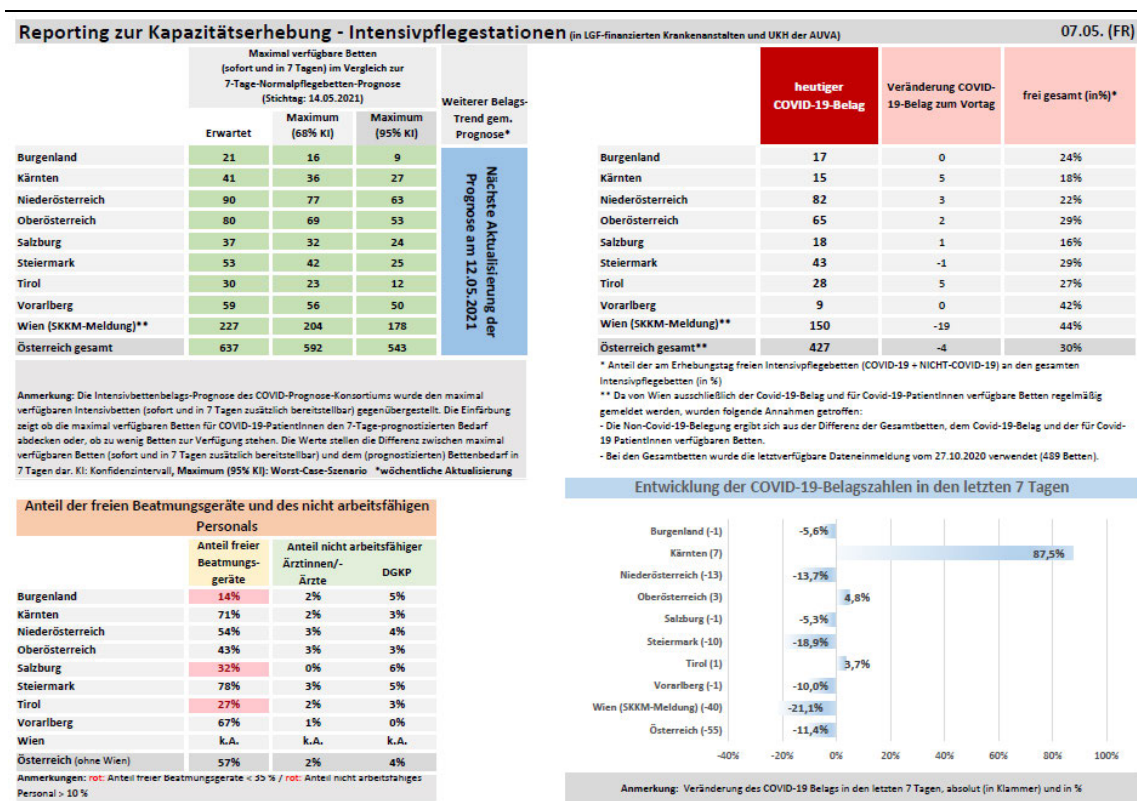 Reporting zur Kapazitätserhebung - Intensivpflegestationen (in LGF-finanzierten Krankenanstalten und UKH der AUVA) 07.05. (FR)
Maximal verfügbare Betten
(sofort und in 7 Tagen) im Vergleich zur
7-Tage-Normalpflegebetten-Prognose
(Stichtag: 14.05.2021)
Weiterer Belags-
Trend gem.
Prognose*
Erwartet Maximum (68% KI) Maximum (95% KI)
Burgenland 21 16 9
Kärnten 41 36 27
Niederösterreich 90 77 63
Oberösterreich 80 69 53
Salzburg 37 32 24
Steiermark 53 42 25
Tirol 30 23 12
Vorarlberg 59 56 50
Wien (SKKM-Meldung)** 227 204 178
Österreich gesamt 637 592 543
Nächste Aktualisierung der
Prognose am 12.05.2021
Anmerkung: Die Intensivbettenbelags-Prognose des COVID-Prognose-Konsortiums wurde den maximal
verfügbaren Intensivbetten (sofort und in 7 Tagen zusätzlich bereitstellbar) gegenübergestellt. Die Einfärbung
zeigt ob die maximal verfügbaren Betten für COVID-19-PatientInnen den 7-Tage-prognostizierten Bedarf
abdecken oder, ob zu wenig Betten zur Verfügung stehen. Die Werte stellen die Differenz zwischen maximal
verfügbaren Betten (sofort und in 7 Tagen zusätzlich bereitstellbar) und dem (prognostizierten) Bettenbedarf in
7 Tagen dar. KI: Konfidenzintervall, Maximum (95% KI): Worst-Case-Szenario *wöchentliche Aktualisierung
heutiger
COVID-19-Belag
Veränderung COVID-
19-Belag zum Vortag
frei gesamt (in%)*
Burgenland 17 0 24%
Kärnten 15 5 18%
Niederösterreich 82 3 22%
Oberösterreich 65 2 29%
Salzburg 18 1 16%
Steiermark 43 -1 29%
Tirol 28 5 27%
Vorarlberg 9 0 42%
Wien (SKKM-Meldung)** 150 -19 44%
Österreich gesamt** 427 -4 30%
* Anteil der am Erhebungstag freien Intensivpflegebetten (COVID-19 + NICHT-COVID-19) an den gesamten
Intensivpflegebetten (in %)
** Da von Wien ausschließlich der Covid-19-Belag und für Covid-PatientInnen verfügbare Betten regelmäßig
gemeldet werden, wurden folgende Annahmen getroffen:
- Die Non-Covid-19-Belegung ergibt sich aus der Differenz der Gesamtbetten, dem Covid-19-Belag und der für Covid-
19 PatientInnen verfügbaren Betten.
- Bei den Gesamtbetten wurde die letztverfügbare Dateneinmeldung vom 27.10.2020 verwendet (489 Betten).
Anteil der freien Beatmungsgeräte und des nicht arbeitsfähigen
Personals
Anteil freier
Beatmungs-
geräte
Anteil nicht arbeitsfähiger
Ärztinnen/-
Ärzte
DGKP
Burgenland 14% 2% 5%
Kärnten 71% 2% 3%
Niederösterreich 54% 3% 4%
Oberösterreich 43% 3% 3%
Salzburg 32% 0% 6%
Steiermark 78% 3% 5%
Tirol 27% 2% 3%
Vorarlberg 67% 1% 0%
Wien k.A. k.A. k.A.
Österreich (ohne Wien) 57% 2% 4%
Anmerkungen: rot: Anteil freier Beatmungsgeräte < 35 % / rot: Anteil nicht arbeitsfähiges
Personal > 10 %
Entwicklung der COVID-19-Belagszahlen in den letzten 7 Tagen
Burgenland (-1) -5,6%
Kärnten (7) 87,5%
Niederösterreich (-13) -13,7%
Oberösterreich (3) 4,8%
Salzburg (-1) -5,3%
Steiermark (-10) -18,9%
Tirol (1) 3,7%
Vorarlberg (-1) -10,0%
Wien (SKKM-Meldung) (-40) -21,1%
Österreich (-55) -11,4%
-40% -20% 0% 20% 40% 60% 80% 100%
Anmerkung: Veränderung des COVID-19 Belags in den letzten 7 Tagen, absolut (in Klammer) und in %